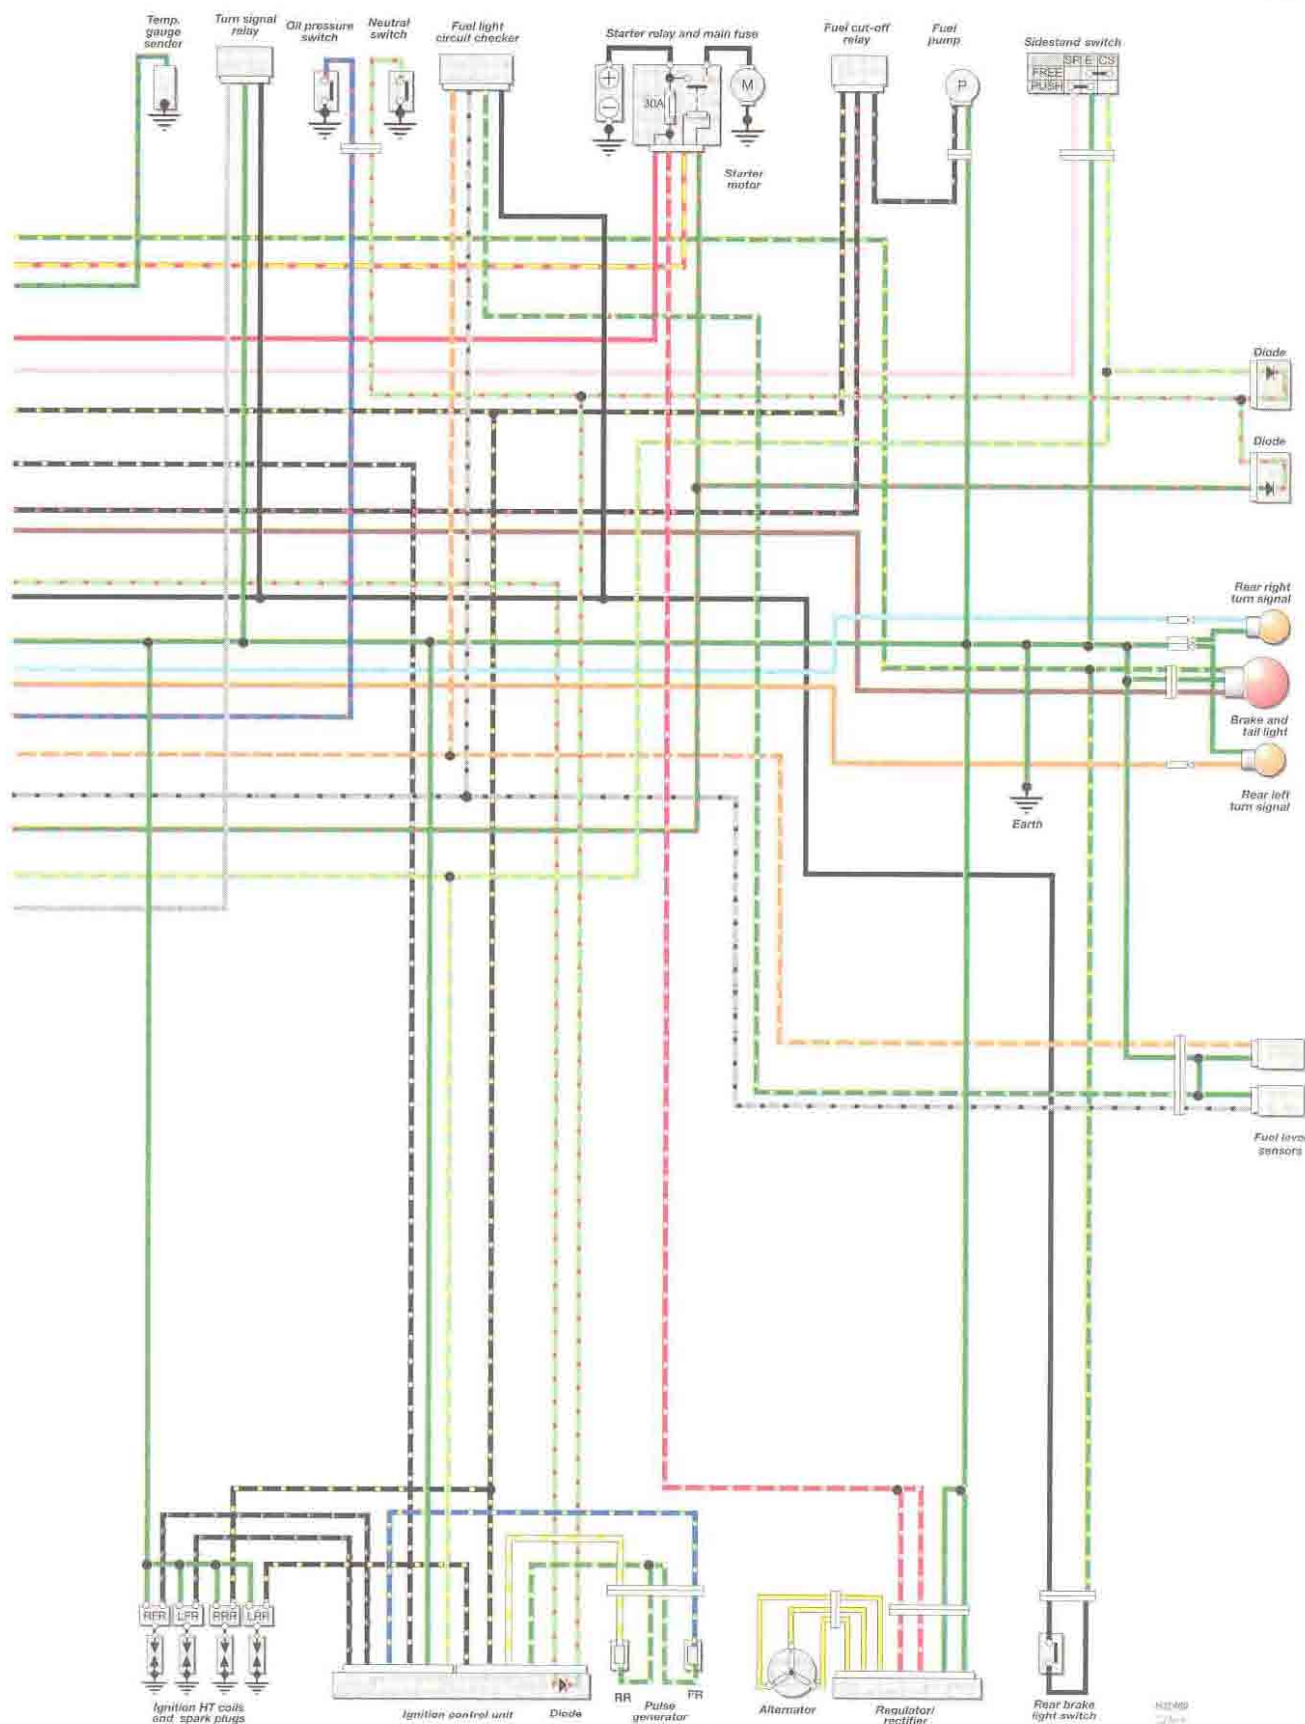 Temp.
gauge
sender
Turn signal
relay
Oil pressure
switch
Neutral
switch
Fuel light
circuit checker
Starter relay and main fuse
30A
M
Starter
motor
Fuel cut-off
relay
Fuel
pump
P
Sidestand switch
FREE
PUSH
Diode
Diode
Rear right
turn signal
Brake and
tail light
Rear left
turn signal
Earth
Fuel level
sensors
RFR
LFR
RRR
LRR
Ignition HT coils
and spark plugs
Ignition control unit
Diode
RR
Pulse
generator
FR
Alternator
Regulator/
rectifier
Rear brake
light switch